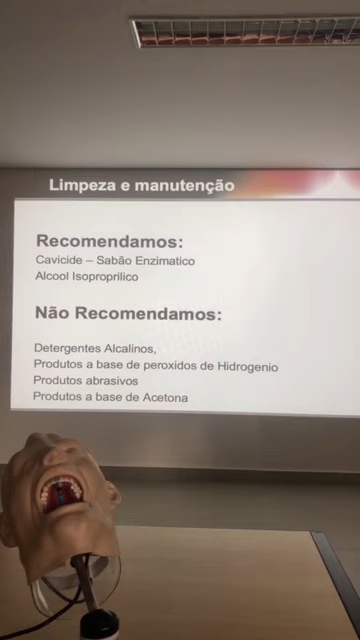 Limpeza e manutenção
Recomendamos:
Cavicide – Sabão Enzimatico
Alcool Isoproprílico
Não Recomendamos:
Detergentes Alcalinos,
Produtos a base de peroxidos de Hidrogenio
Produtos abrasivos
Produtos a base de Acetona